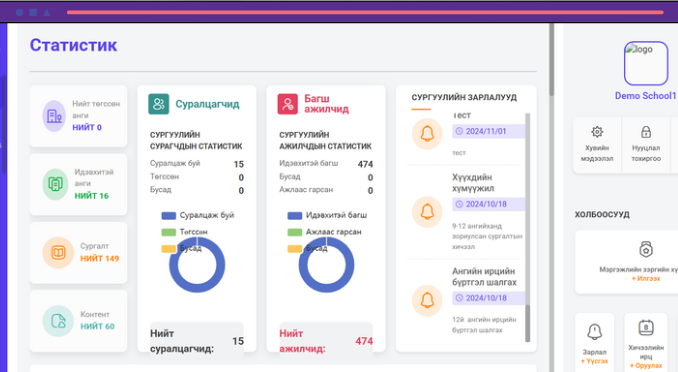 Статистик
Нийт төгссөн
анги
НИЙТ 0
Идэвхитэй
анги
НИЙТ 16
Сургалт
НИЙТ 149
Контент
НИЙТ 60
Суралцагчид
СУРГУУЛИЙН
СУРАГЧДЫН СТАТИСТИК
Суралцаж буй 15
Төгссөн 0
Бусад 0
Суралцаж буй
Төгссөн
Бусад
Нийт
суралцагчид: 15
Багш
ажилчид
СУРГУУЛИЙН
АЖИЛЧДЫН СТАТИСТИК
Идэвхитэй багш 474
Бусад 0
Ажлаас гарсан 0
Идэвхитэй багш
Ажлаас гарсан
Бусад
Нийт
ажилчид: 474
СУРГУУЛИЙН ЗАРЛАЛУУД
тест
2024/11/01
тест
Хүүхдийн
хүмүүжил
2024/10/18
9-12 ангийханд
зориулсан сургалтын
хичээл
Ангийн ирцийн
бүртгэл шалгах
2024/10/18
12й ангийн ирцийн
бүртгэл шалгах
logo
Demo School1
Хувийн
мэдээлэл
Нууцлал
тохиргоо
ХОЛБООСУУД
Мэргэжлийн зэргийн хү
+ Илгээх
Зарлал
+ Үүсгэх
Хичээлийн
ирц
+ Оруулах